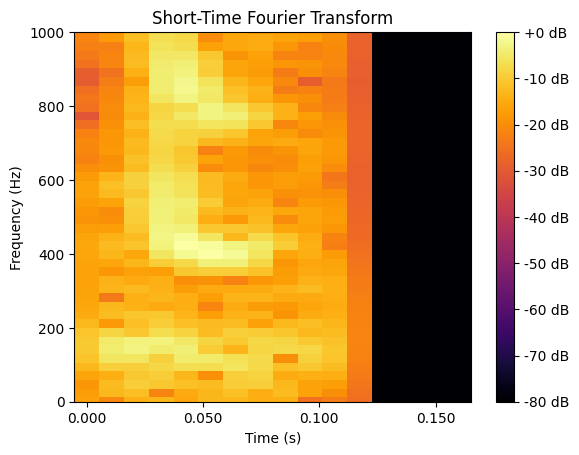 Short-Time Fourier Transform
1000
800
600
400
200
0
Frequency (Hz)
0.000
0.050
0.100
0.150
Time (s)
+0 dB
-10 dB
-20 dB
-30 dB
-40 dB
-50 dB
-60 dB
-70 dB
-80 dB